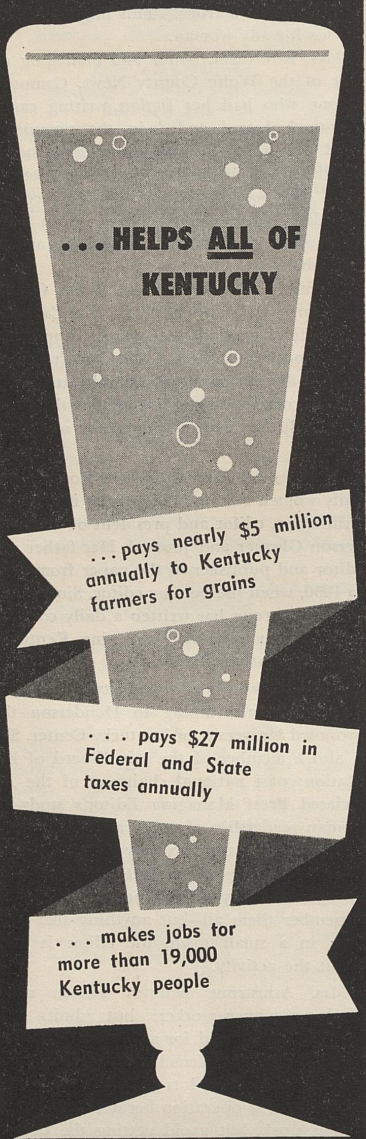 ...HELPS ALL OF
KENTUCKY
...pays nearly $5 million
annually to Kentucky
farmers for grains
....pays $27 million in
Federal and State
taxes annually
...makes jobs for
more than 19,000
Kentucky people